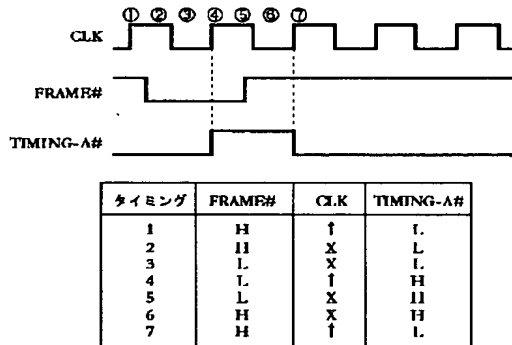 ① ② ③ ④ ⑤ ⑥ ⑦
CLK
FRAME#
TIMING-A#
タイミング FRAME# CLK TIMING-A#
1 H ↑ L
2 H X L
3 L X L
4 L ↑ H
5 L X H
6 H X H
7 H ↑ L